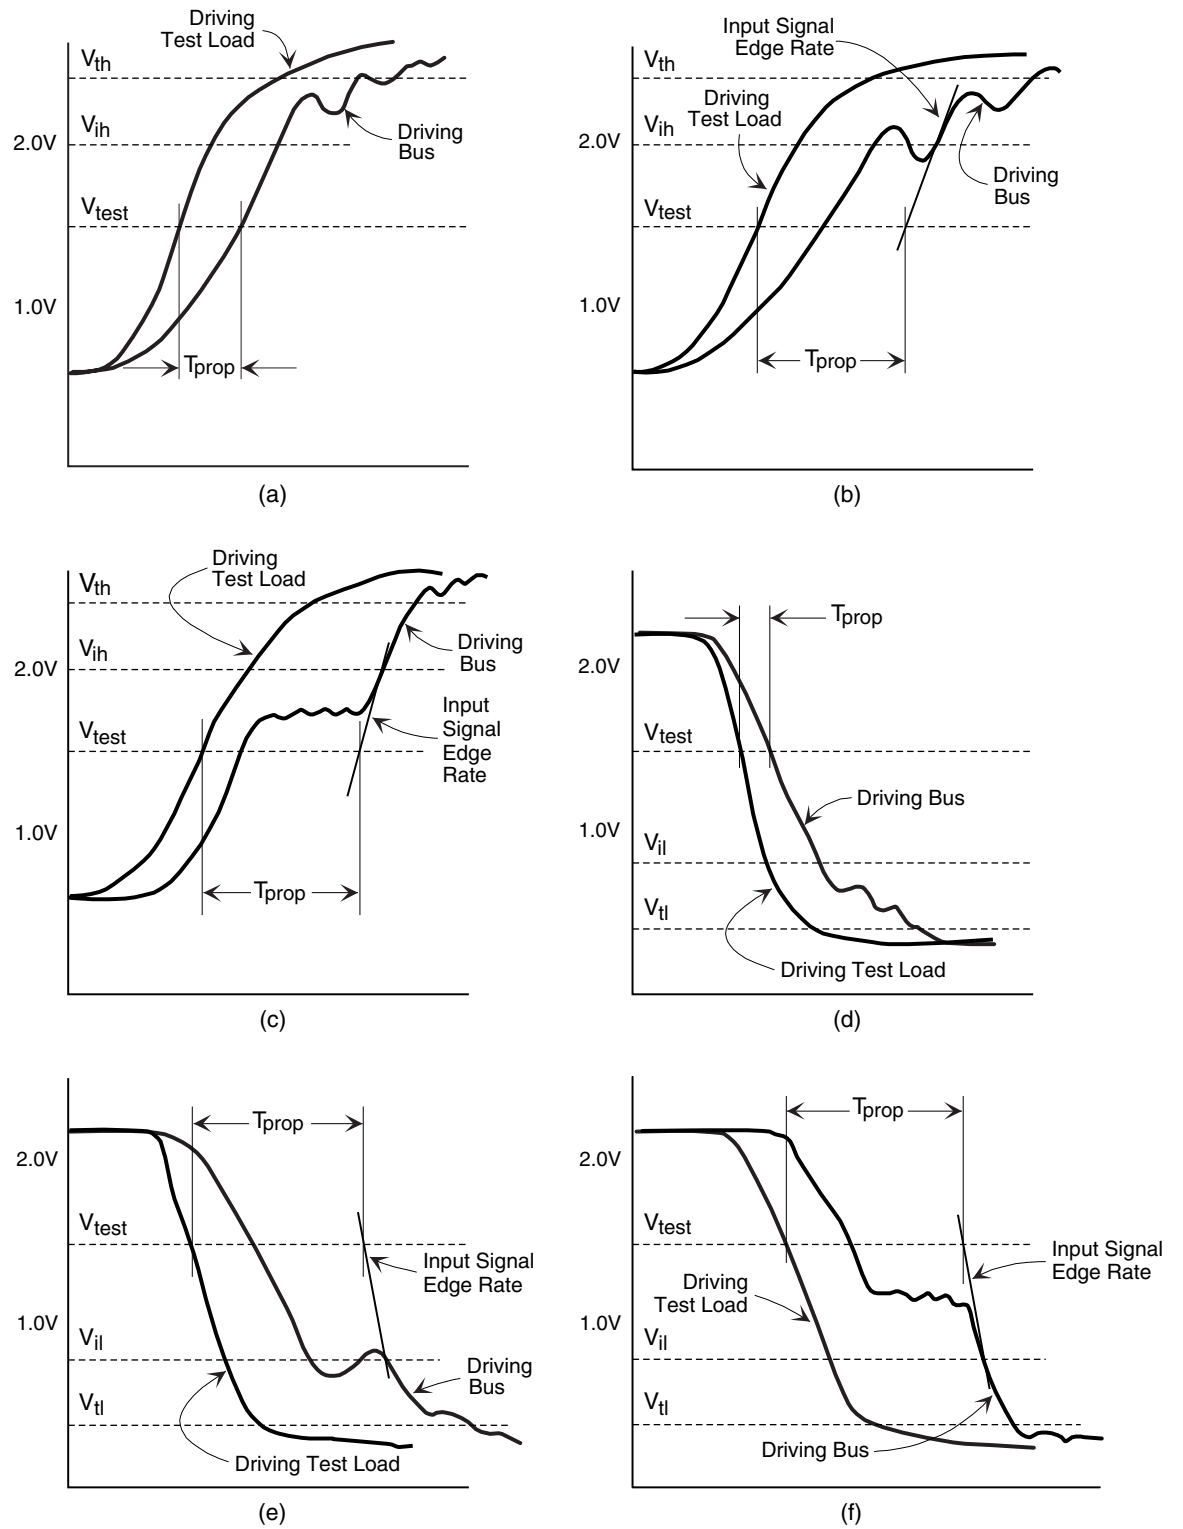 Driving
Test Load
Vth
Vih
2.0V
Driving
Bus
Vtest
1.0V
Tprop
(a)
Input Signal
Edge Rate
Vth
Driving
Test Load
Vih
2.0V
Driving
Bus
Vtest
1.0V
Tprop
(b)
Driving
Test Load
Vth
Vih
2.0V
Driving
Bus
Input
Signal
Edge
Rate
Vtest
1.0V
Tprop
(c)
Tprop
2.0V
Vtest
Driving Bus
1.0V
Vil
Vtl
Driving Test Load
(d)
Tprop
2.0V
Vtest
Input Signal
Edge Rate
1.0V
Vil
Driving
Bus
Vtl
Driving Test Load
(e)
Tprop
2.0V
Vtest
Input Signal
Edge Rate
Driving
Test Load
1.0V
Vil
Vtl
Driving Bus
(f)